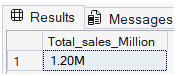 Results Messages
Total_sales_Million
1 1.20M